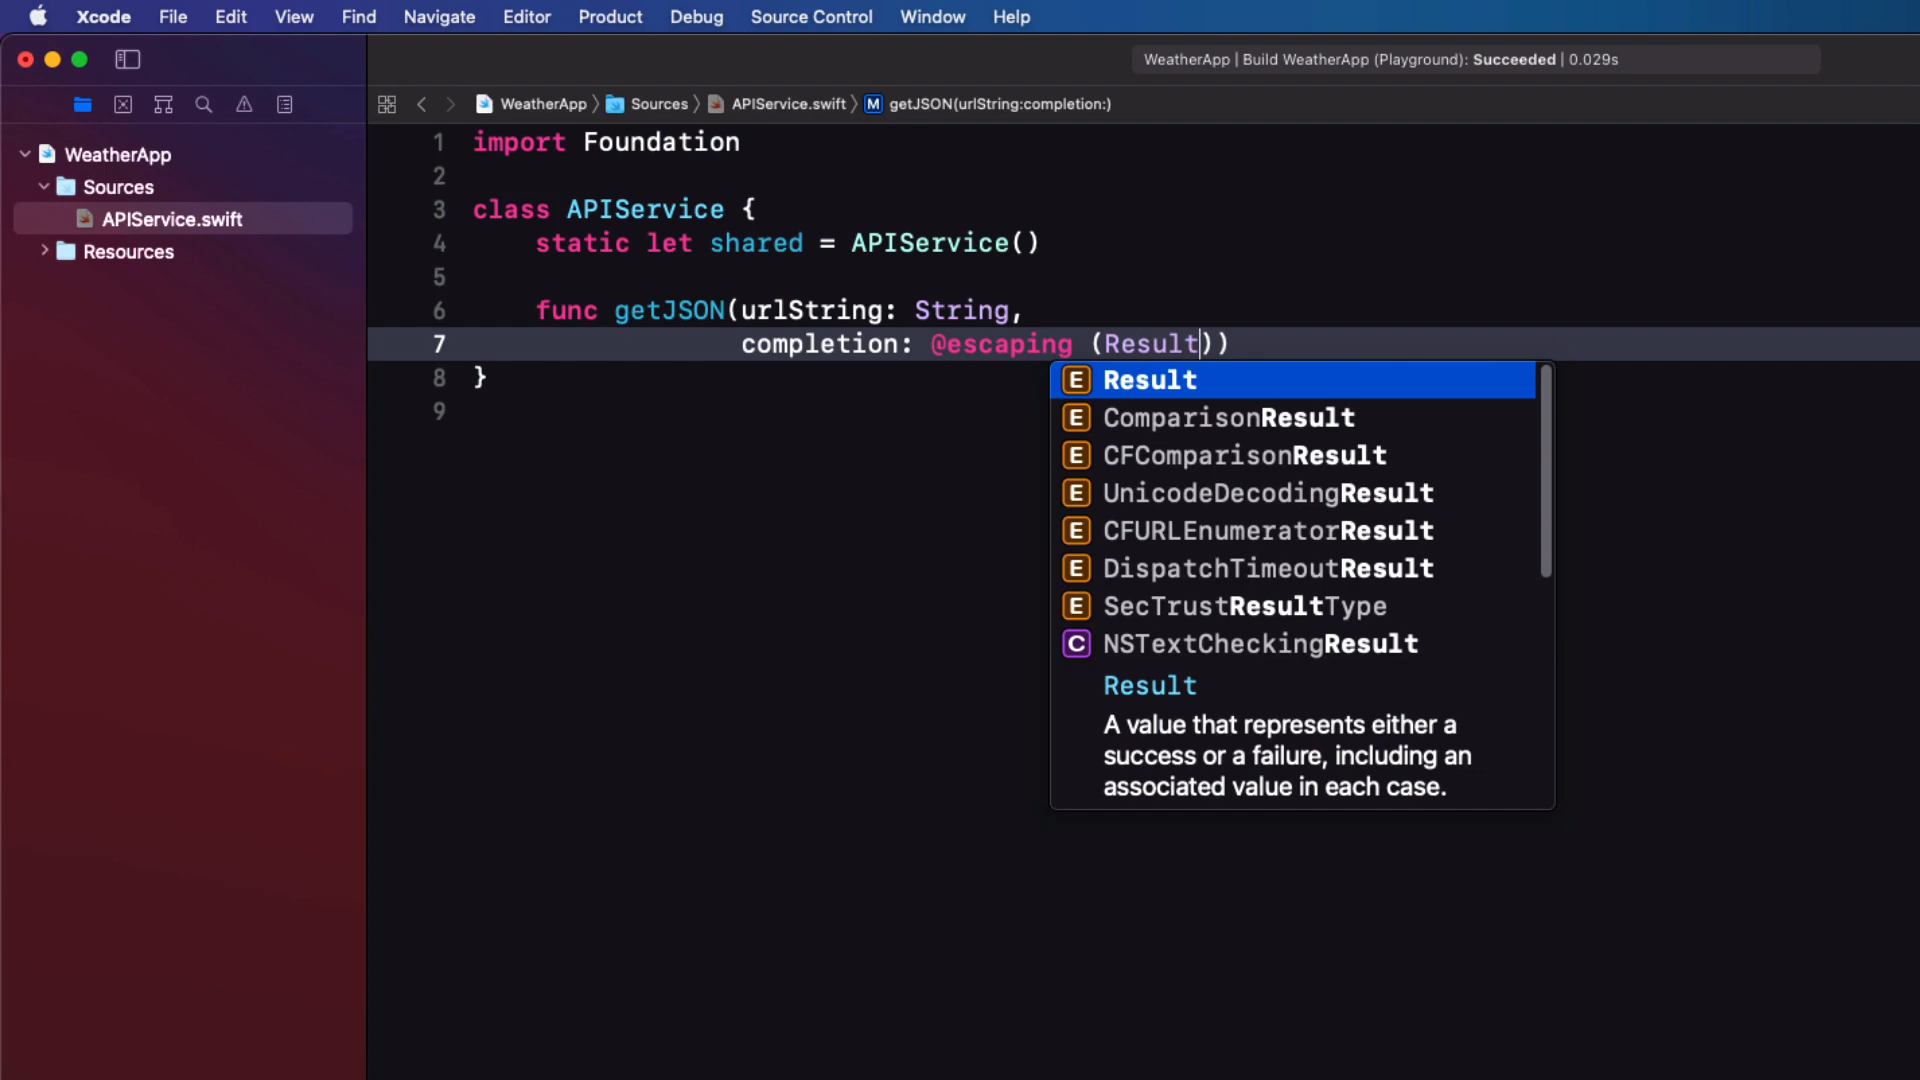 Xcode File Edit View Find Navigate Editor Product Debug Source Control Window Help
WeatherApp | Build WeatherApp (Playground): Succeeded | 0.029s
WeatherApp Sources APIService.swift M getJSON(urlString:completion:)
WeatherApp
Sources
APIService.swift
Resources
1 import Foundation
2
3 class APIService {
4 static let shared = APIService()
5
6 func getJSON(urlString: String,
7 completion: @escaping (Result))
8 }
9
E Result
E ComparisonResult
E CFComparisonResult
E UnicodeDecodingResult
E CFURLEnumeratorResult
E DispatchTimeoutResult
E SecTrustResultType
C NSTextCheckingResult
Result
A value that represents either a
success or a failure, including an
associated value in each case.